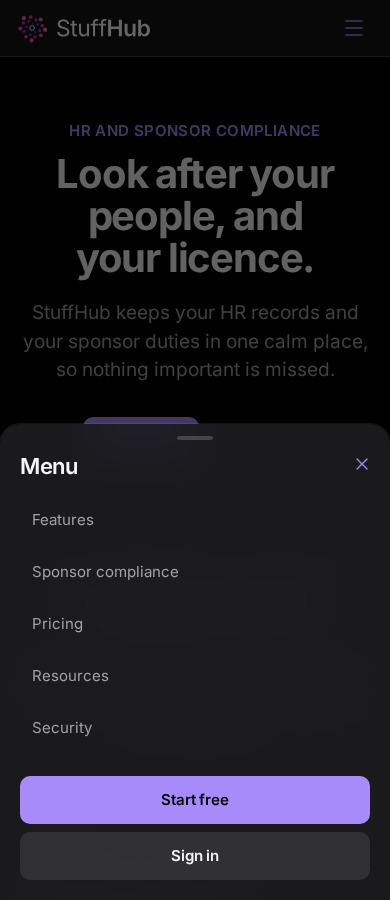 StuffHub
HR AND SPONSOR COMPLIANCE
Look after your
people, and
your licence.
StuffHub keeps your HR records and
your sponsor duties in one calm place,
so nothing important is missed.
Menu
Features
Sponsor compliance
Pricing
Resources
Security
Start free
Sign in